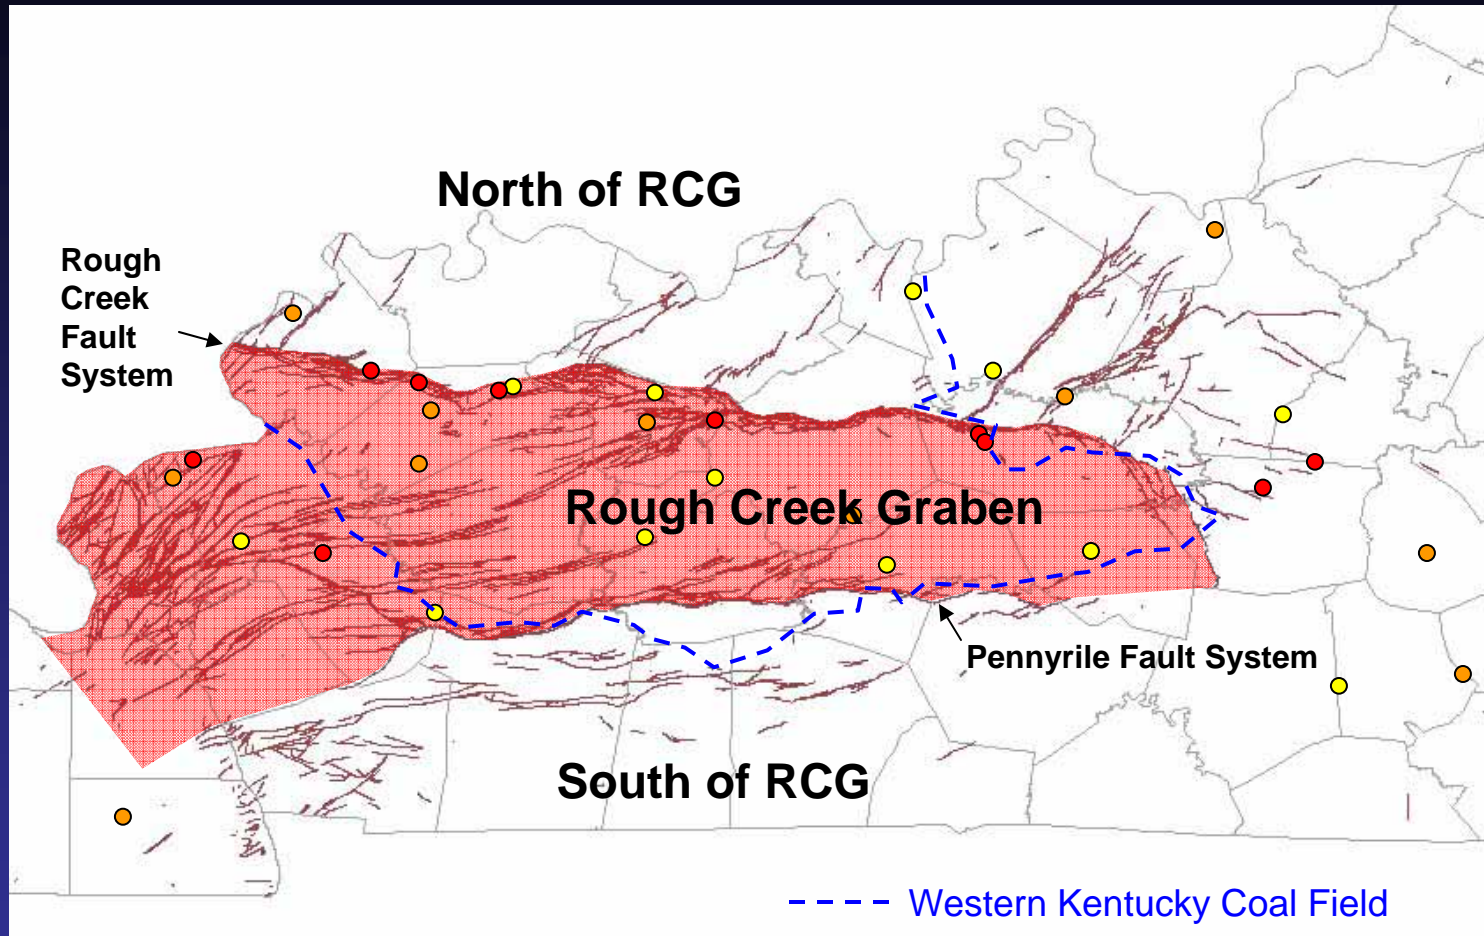 North of RCG
Rough
Creek
Fault
System
Rough Creek Graben
Pennyrile Fault System
South of RCG
Western Kentucky Coal Field